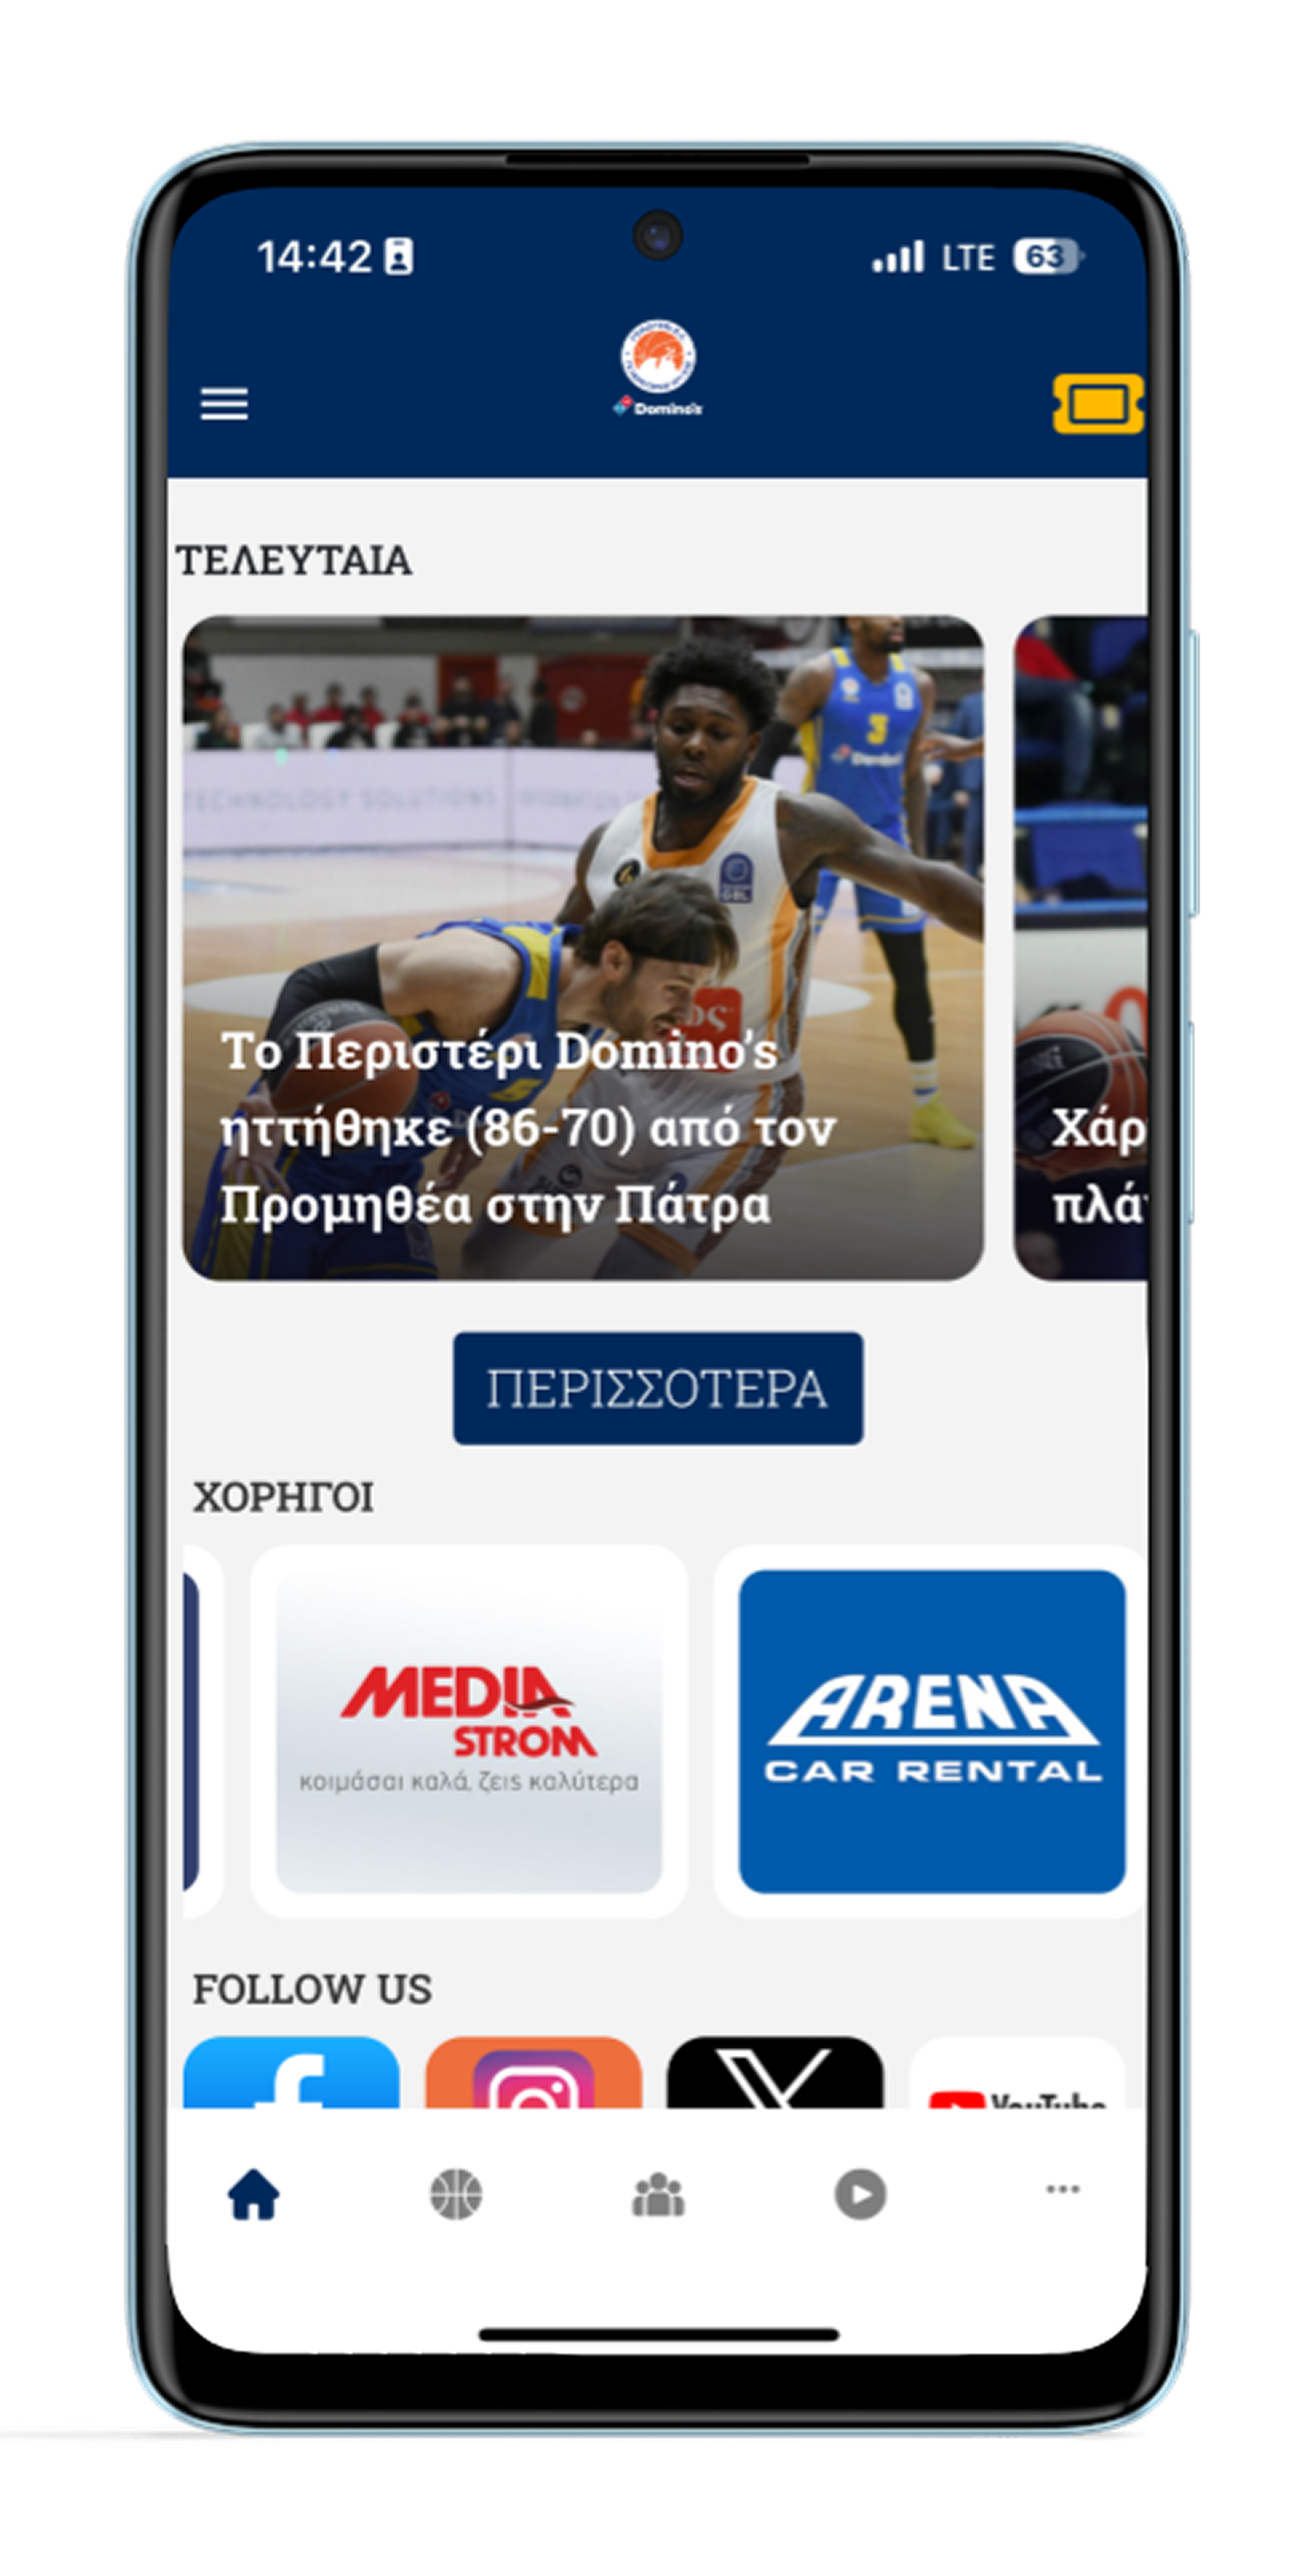 14:42
LTE 63
Domino's
ΤΕΛΕΥΤΑΙΑ
3
Το Περιστέρι Domino's
ηττήθηκε (86-70) από τον
Προμηθέα στην Πάτρα
Χάρ
πλά
ΠΕΡΙΣΣΟΤΕΡΑ
ΧΟΡΗΓΟΙ
MEDIA
STROM
κοιμάσαι καλά, ζεις καλύτερα
ARENA
CAR RENTAL
FOLLOW US
YouTube